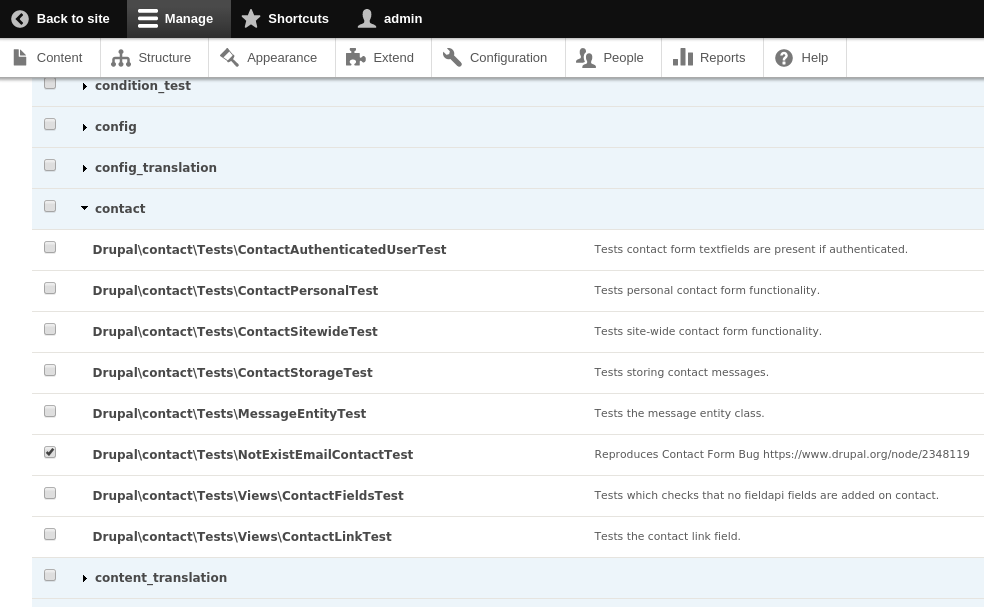 Back to site Manage Shortcuts admin
Content Structure Appearance Extend Configuration People Reports Help
condition_test
config
config_translation
contact
Drupal\contact\Tests\ContactAuthenticatedUserTest Tests contact form textfields are present if authenticated.
Drupal\contact\Tests\ContactPersonalTest Tests personal contact form functionality.
Drupal\contact\Tests\ContactSitewideTest Tests site-wide contact form functionality.
Drupal\contact\Tests\ContactStorageTest Tests storing contact messages.
Drupal\contact\Tests\MessageEntityTest Tests the message entity class.
Drupal\contact\Tests\NotExistEmailContactTest Reproduces Contact Form Bug https://www.drupal.org/node/2348119
Drupal\contact\Tests\Views\ContactFieldsTest Tests which checks that no fieldapi fields are added on contact.
Drupal\contact\Tests\Views\ContactLinkTest Tests the contact link field.
content_translation